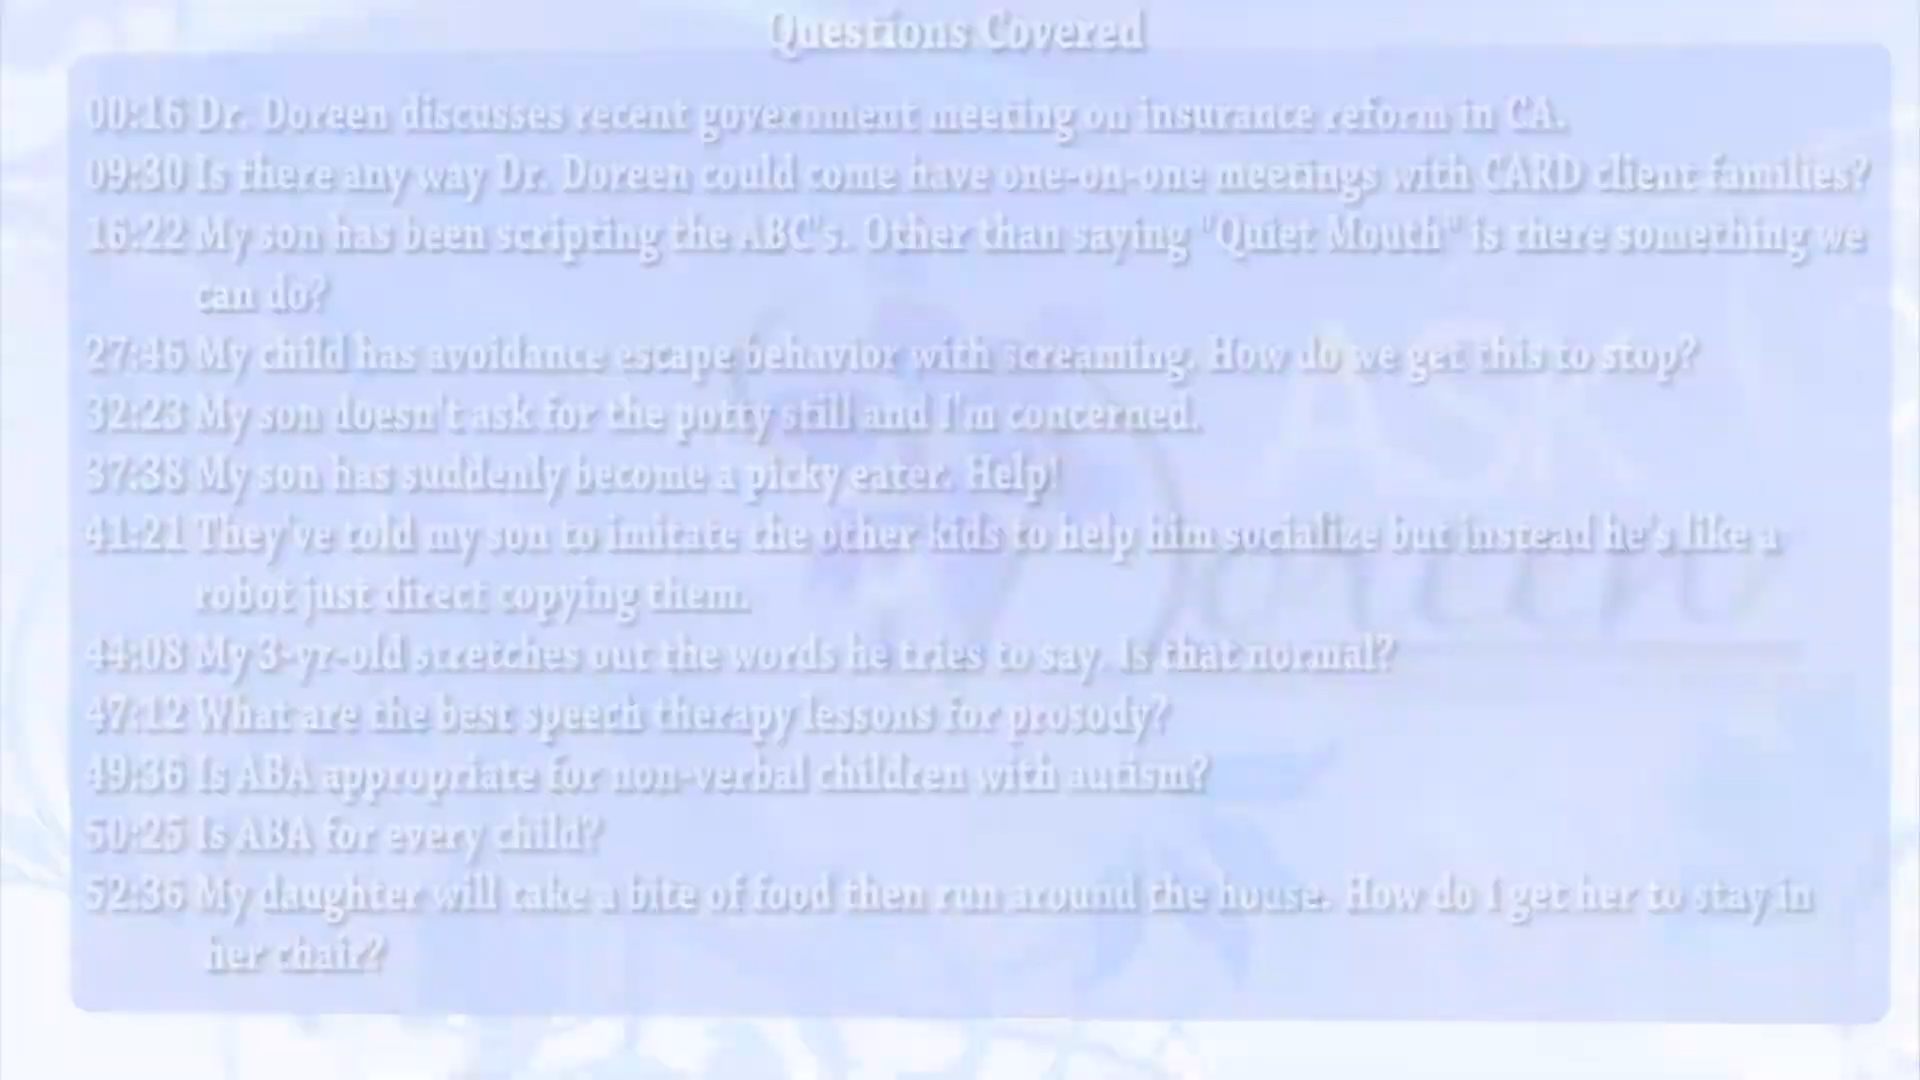 Questions Covered
00:16 Dr. Doreen discusses recent government meeting on insurance reform in CA.
09:30 Is there any way Dr. Doreen could come have one-on-one meetings with CARD client families?
16:22 My son has been scripting the ABC's. Other than saying "Quiet Mouth" is there something we
can do?
27:46 My child has avoidance escape behavior with screaming. How do we get this to stop?
32:23 My son doesn't ask for the potty still and I'm concerned.
37:38 My son has suddenly become a picky eater. Help!
41:21 They've told my son to imitate the other kids to help him socialize but instead he's like a
robot just direct copying them.
44:08 My 3-yr-old stretches out the words he tries to say. Is that normal?
47:12 What are the best speech therapy lessons for prosody?
49:36 Is ABA appropriate for non-verbal children with autism?
50:25 Is ABA for every child?
52:36 My daughter will take a bite of food then run around the house. How do I get her to stay in
her chair?
ASK
Doreen